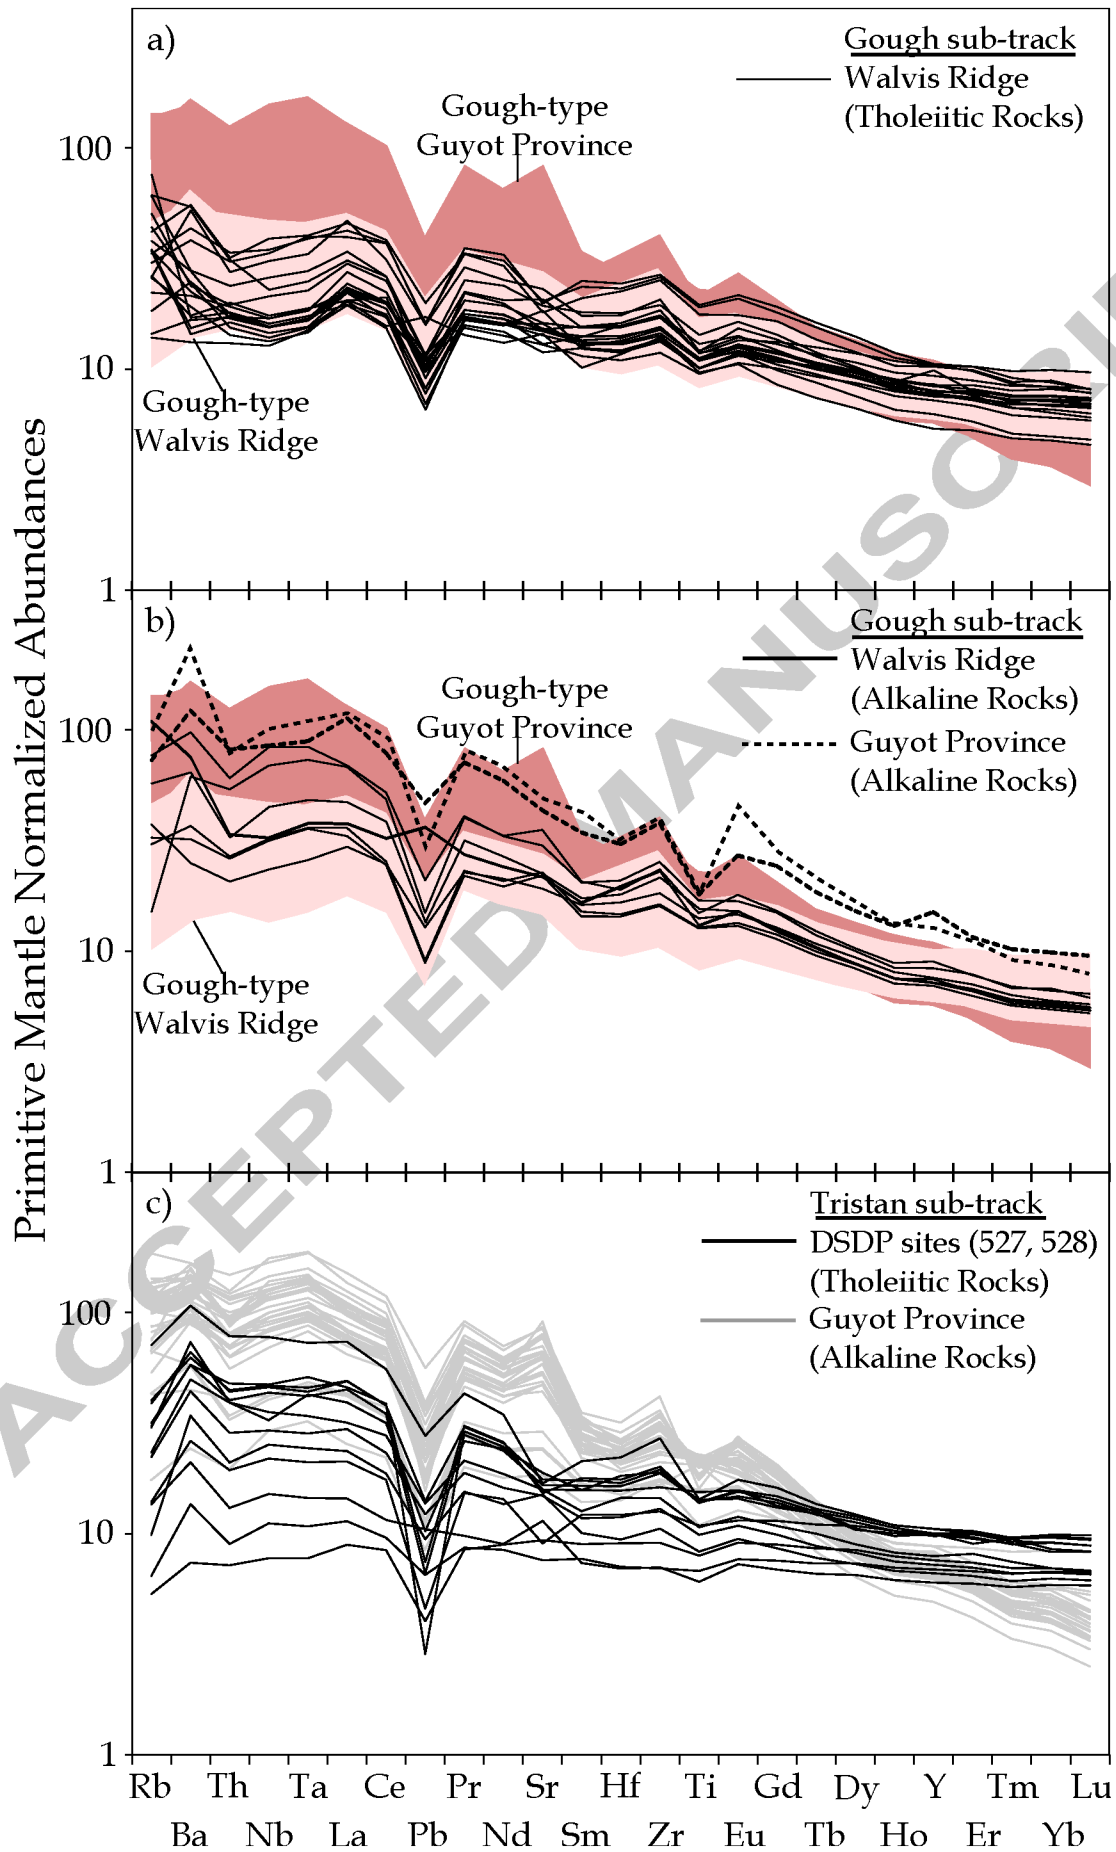 Primitive Mantle Normalized Abundances
a)
Gough sub-track
Walvis Ridge
(Tholeiitic Rocks)
Gough-type
Guyot Province
100
10
Gough-type
Walvis Ridge
1
b)
Gough sub-track
Walvis Ridge
(Alkaline Rocks)
Guyot Province
(Alkaline Rocks)
Gough-type
Guyot Province
100
10
Gough-type
Walvis Ridge
1
c)
Tristan sub-track
DSDP sites (527, 528)
(Tholeiitic Rocks)
Guyot Province
(Alkaline Rocks)
100
10
1
Rb Th Ta Ce Pr Sr Hf Ti Gd Dy Y Tm Lu
Ba Nb La Pb Nd Sm Zr Eu Tb Ho Er Yb
ACCEPTED MANUSCRI